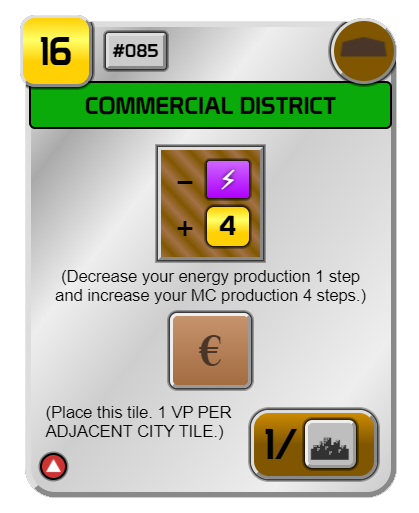 16
#085
COMMERCIAL DISTRICT
-
+ 4
(Decrease your energy production 1 step
and increase your MC production 4 steps.)
€
(Place this tile. 1 VP PER
ADJACENT CITY TILE.)
1/